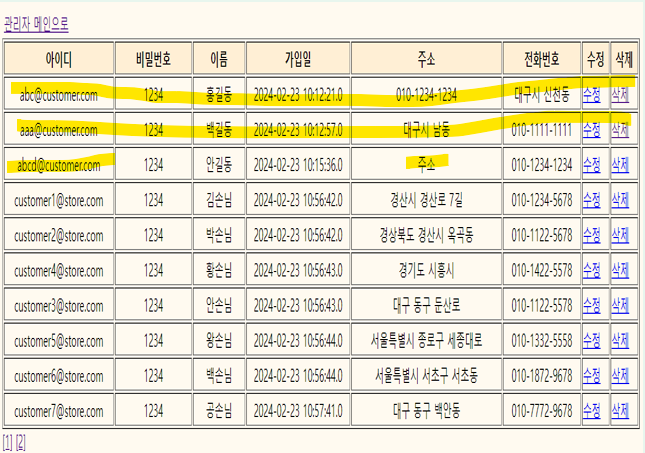 관리자 메인으로
아이디 비밀번호 이름 가입일 주소 전화번호 수정 삭제
abc@customer.com 1234 홍길동 2024-02-23 10:12:21.0 010-1234-1234 대구시 신천동 수정 삭제
aaa@customer.com 1234 백길동 2024-02-23 10:12:57.0 대구시 남동 010-1111-1111 수정 삭제
abcd@customer.com 1234 안길동 2024-02-23 10:15:36.0 주소 010-1234-1234 수정 삭제
customer1@store.com 1234 김손님 2024-02-23 10:56:42.0 경산시 경산로 7길 010-1234-5678 수정 삭제
customer2@store.com 1234 박손님 2024-02-23 10:56:42.0 경상북도 경산시 옥곡동 010-1122-5678 수정 삭제
customer4@store.com 1234 황손님 2024-02-23 10:56:43.0 경기도 시흥시 010-1422-5578 수정 삭제
customer3@store.com 1234 안손님 2024-02-23 10:56:43.0 대구 동구 둔산로 010-1122-5578 수정 삭제
customer5@store.com 1234 왕손님 2024-02-23 10:56:44.0 서울특별시 종로구 세종대로 010-1332-5558 수정 삭제
customer6@store.com 1234 백손님 2024-02-23 10:56:44.0 서울특별시 서초구 서초동 010-1872-9678 수정 삭제
customer7@store.com 1234 공손님 2024-02-23 10:57:41.0 대구 동구 백안동 010-7772-9678 수정 삭제
[1] [2]